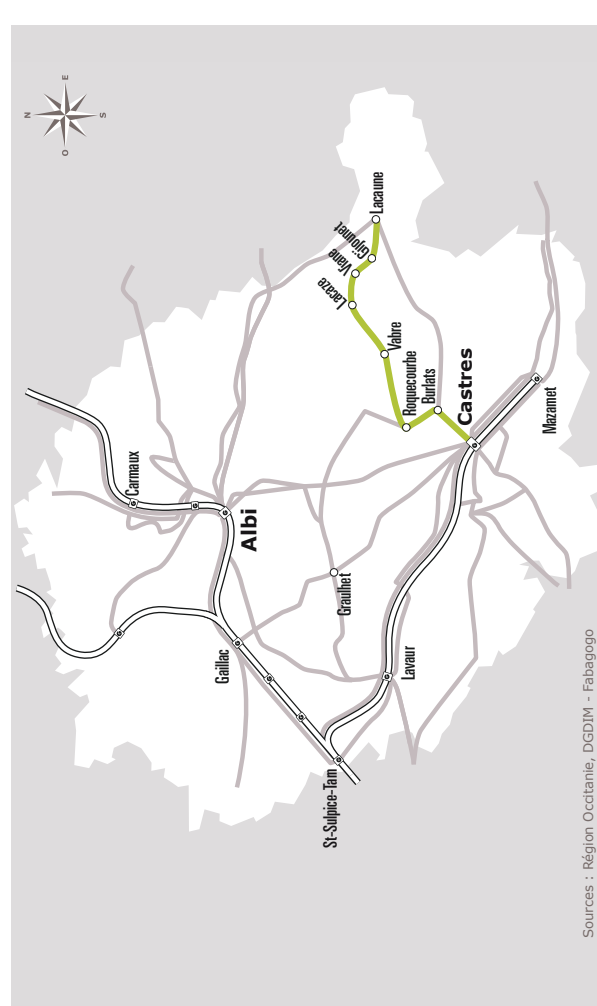 N
E
S
O
Carmaux
Albi
Gaillac
St-Sulpice-Tam
Graulhet
Lavaur
Lacaze
Viane
Gijounet
Lacaune
Vabre
Roquecourbe
Burlats
Castres
Mazamet
Sources : Région Occitanie, DGDIM - Fabagogo